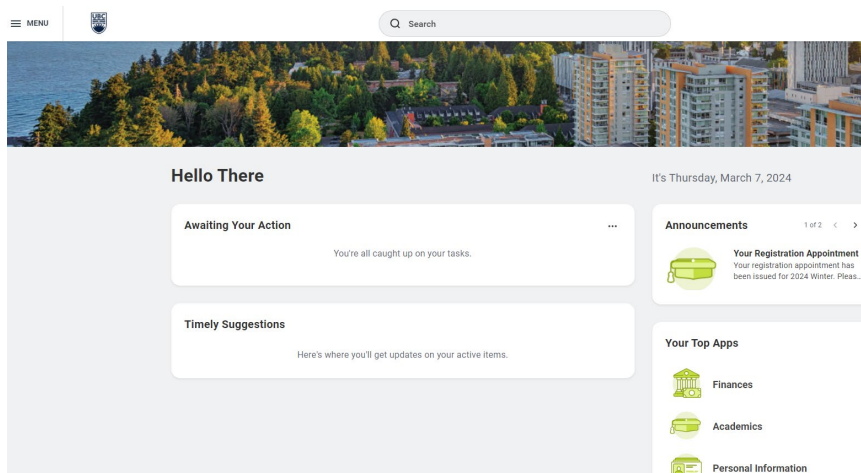 MENU
UBC
Search
Hello There
It's Thursday, March 7, 2024
Awaiting Your Action
You're all caught up on your tasks.
Timely Suggestions
Here's where you'll get updates on your active items.
Announcements
1 of 2
Your Registration Appointment
Your registration appointment has
been issued for 2024 Winter. Pleas...
Your Top Apps
Finances
Academics
Personal Information